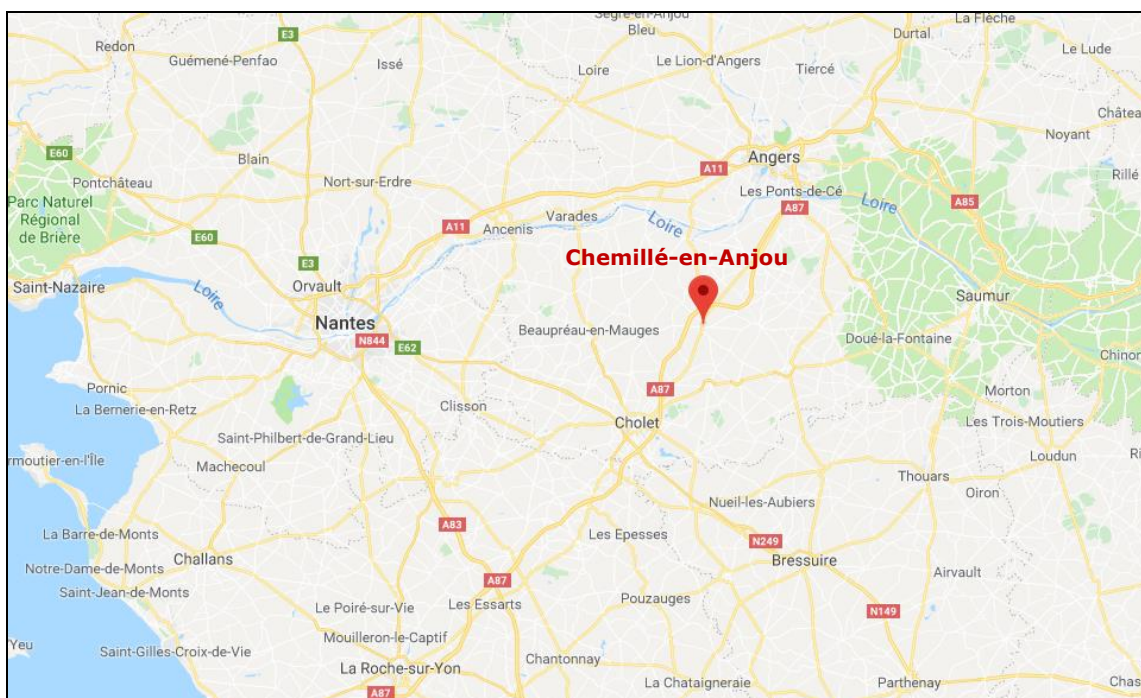 Segré-en-Anjou
Bleu
La Flèche
E3
Durtal
Redon
Guémené-Penfao
Issé
Loire
Le Lion-d'Angers
Tiercé
Le Lude
Châtea
Noyant
E60
Blain
Angers
A11
Pontchâteau
Nort-sur-Erdre
Les Ponts-de-Cé
Rillé
Parc Naturel
Régional
de Brière
A87
Loire
A85
Varades
Loire
E60
A11
Ancenis
Chemillé-en-Anjou
E3
Saint-Nazaire
Loire
Orvault
Saumur
Nantes
Beaupréau-en-Mauges
N844
E62
Doué-la-Fontaine
Chinon
Pornic
A87
Morton
La Bernerie-en-Retz
Clisson
Cholet
Les Trois-Moutiers
Saint-Philbert-de-Grand-Lieu
rmoutier-en-l'Île
Machecoul
Ri
Loudun
Thouars
Oiron
Nueil-les-Aubiers
A83
La Barre-de-Monts
Les Epesses
N249
Challans
Bressuire
Notre-Dame-de-Monts
Airvault
A87
Saint-Jean-de-Monts
Pouzauges
Le Poiré-sur-Vie
Les Essarts
N149
Mouilleron-le-Captif
'Yeu
Saint-Gilles-Croix-de-Vie
Chantonnay
La Roche-sur-Yon
La Chataigneraie
Parthenay
Chas
A87